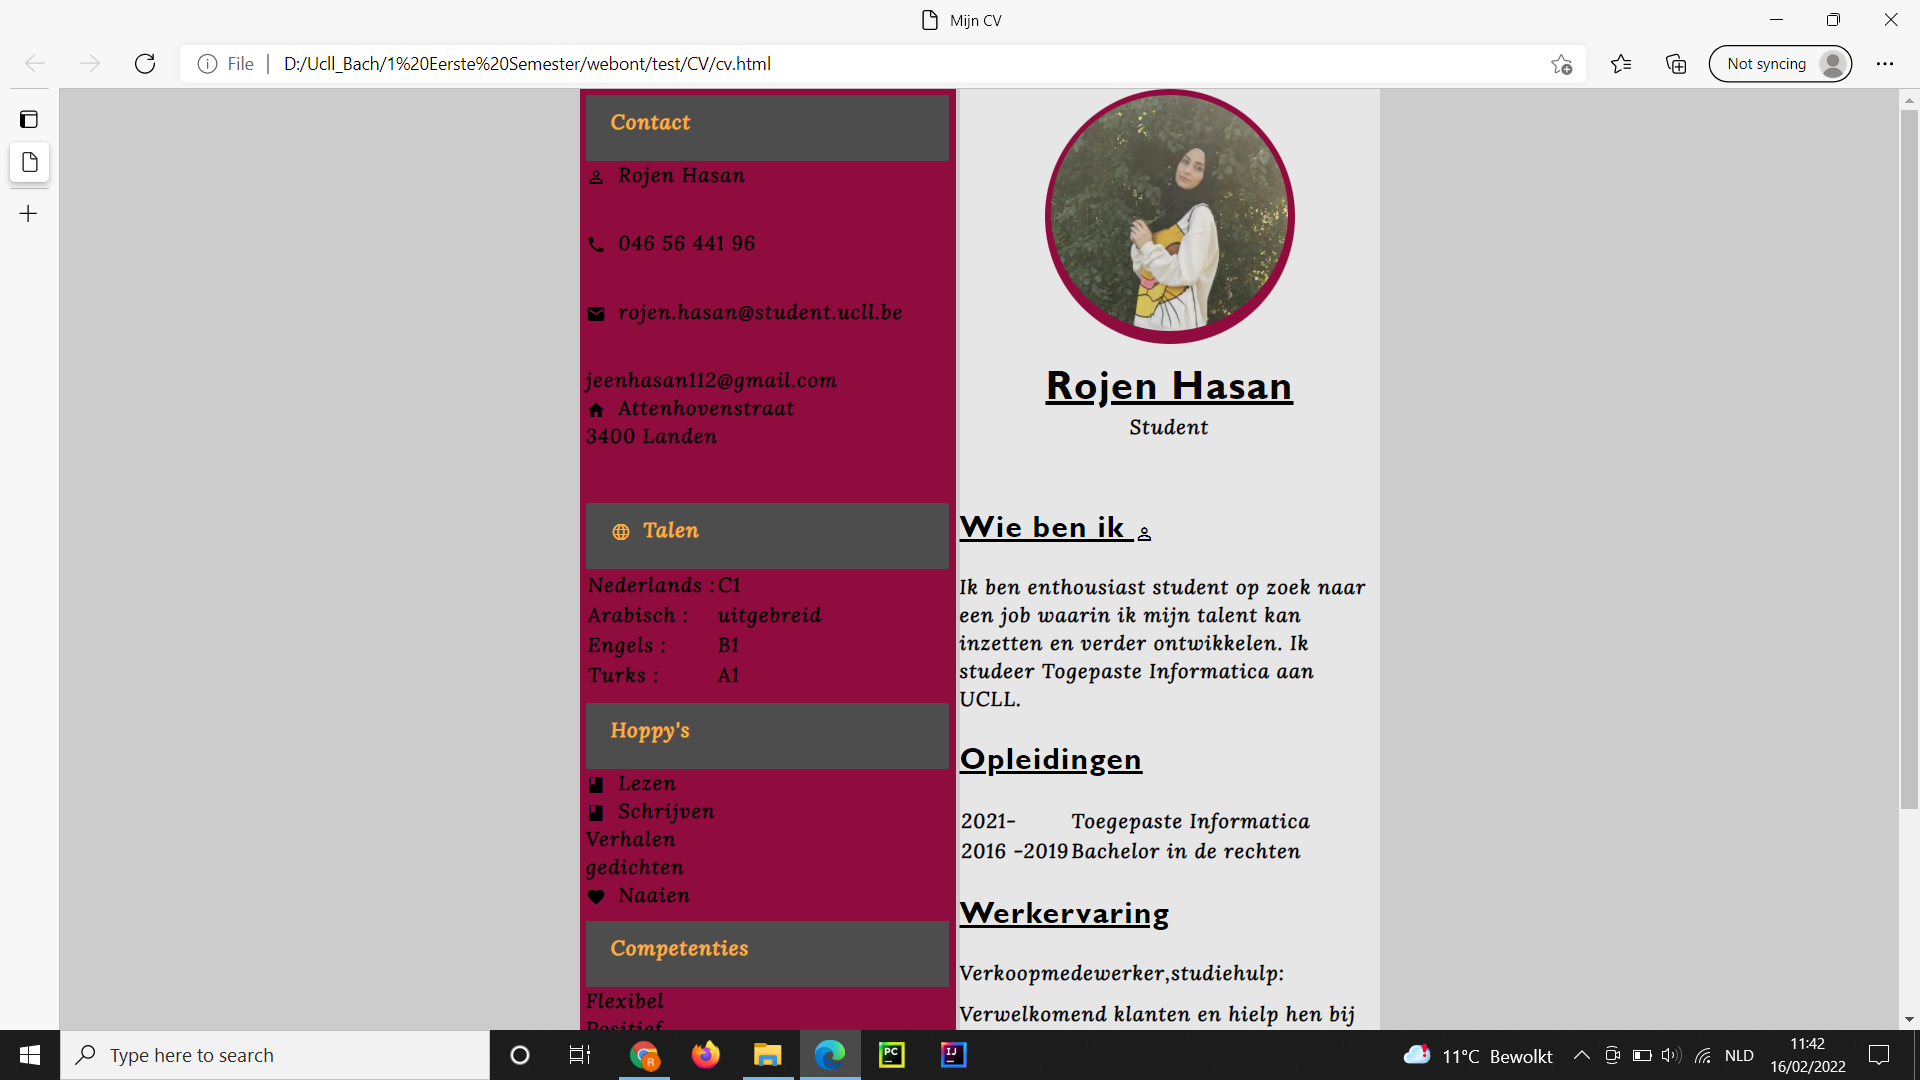 Mijn CV
File
D:/Ucll_Bach/1%20Eerste%20Semester/webont/test/CV/cv.html
Not syncing
Contact
Rojen Hasan
046 56 441 96
rojen.hasan@student.ucll.be
jeenhasan112@gmail.com
Attenhovenstraat
3400 Landen
Talen
Nederlands : C1
Arabisch : uitgebreid
Engels : B1
Turks : A1
Hoppy's
Lezen
Schrijven
Verhalen
gedichten
Naaien
Competenties
Flexibel
Positief
Rojen Hasan
Student
Wie ben ik
Ik ben enthousiast student op zoek naar
een job waarin ik mijn talent kan
inzetten en verder ontwikkelen. Ik
studeer Togepaste Informatica aan
UCLL.
Opleidingen
2021- Toegepaste Informatica
2016 -2019 Bachelor in de rechten
Werkervaring
Verkoopmedewerker,studiehulp:
Verwelkomend klanten en hielp hen bij
Type here to search
R
PC
IJ
11°C Bewolkt
NLD
11:42
16/02/2022